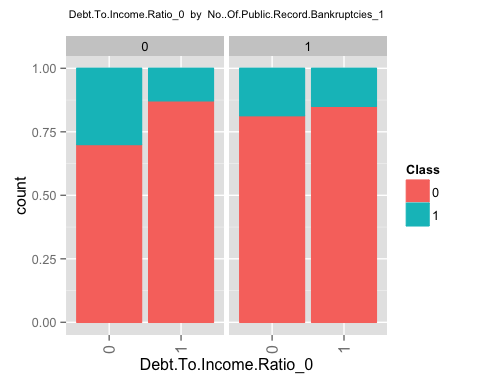 Debt.To.Income.Ratio_0 by No..Of.Public.Record.Bankruptcies_1
0 1
1.00
0.75
0.50
0.25
0.00
count
0 1 0 1
Debt.To.Income.Ratio_0
Class
0
1